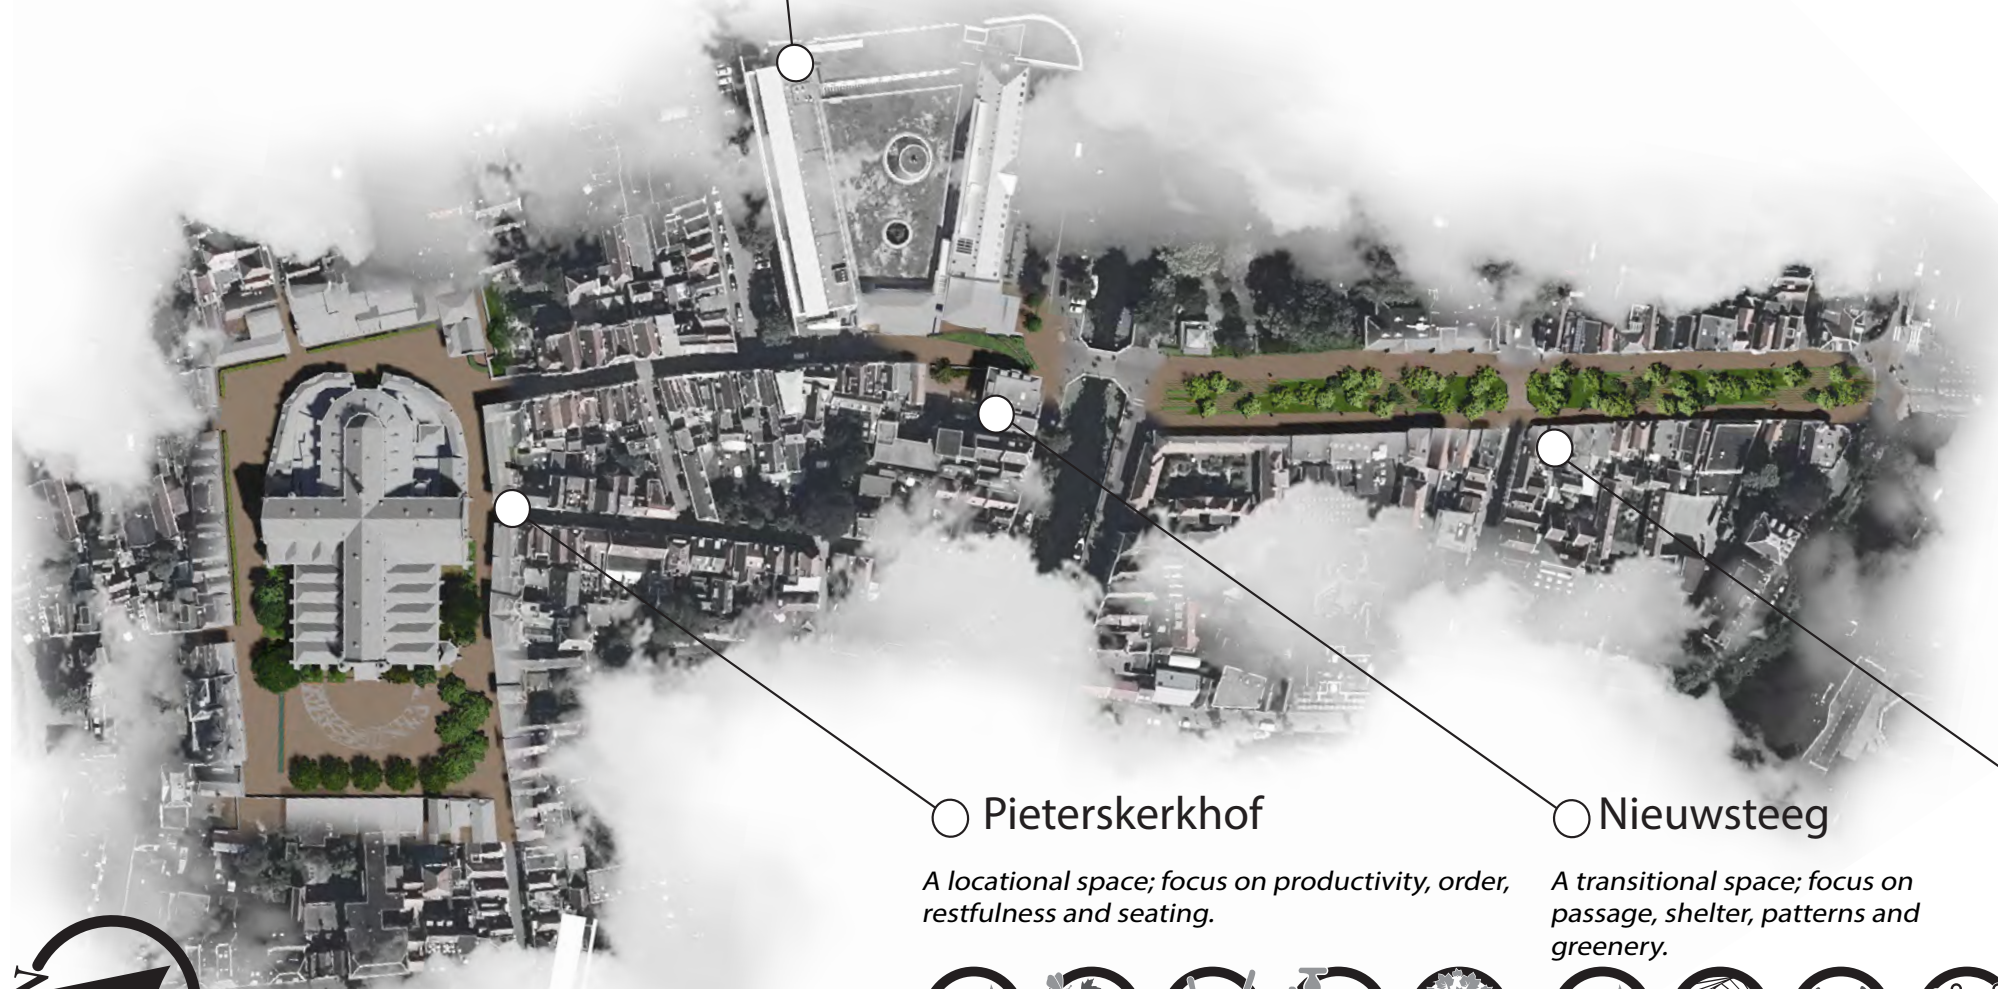 Pieterskerkhof
A locational space; focus on productivity, order,
restfulness and seating.
Nieuwsteeg
A transitional space; focus on
passage, shelter, patterns and
greenery.
N